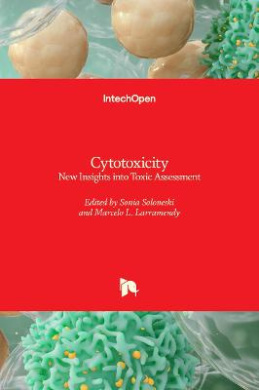 IntechOpen
Cytotoxicity
New Insights into Toxic Assessment
Edited by Sonia Soloneski
and Marcelo L. Larramendy